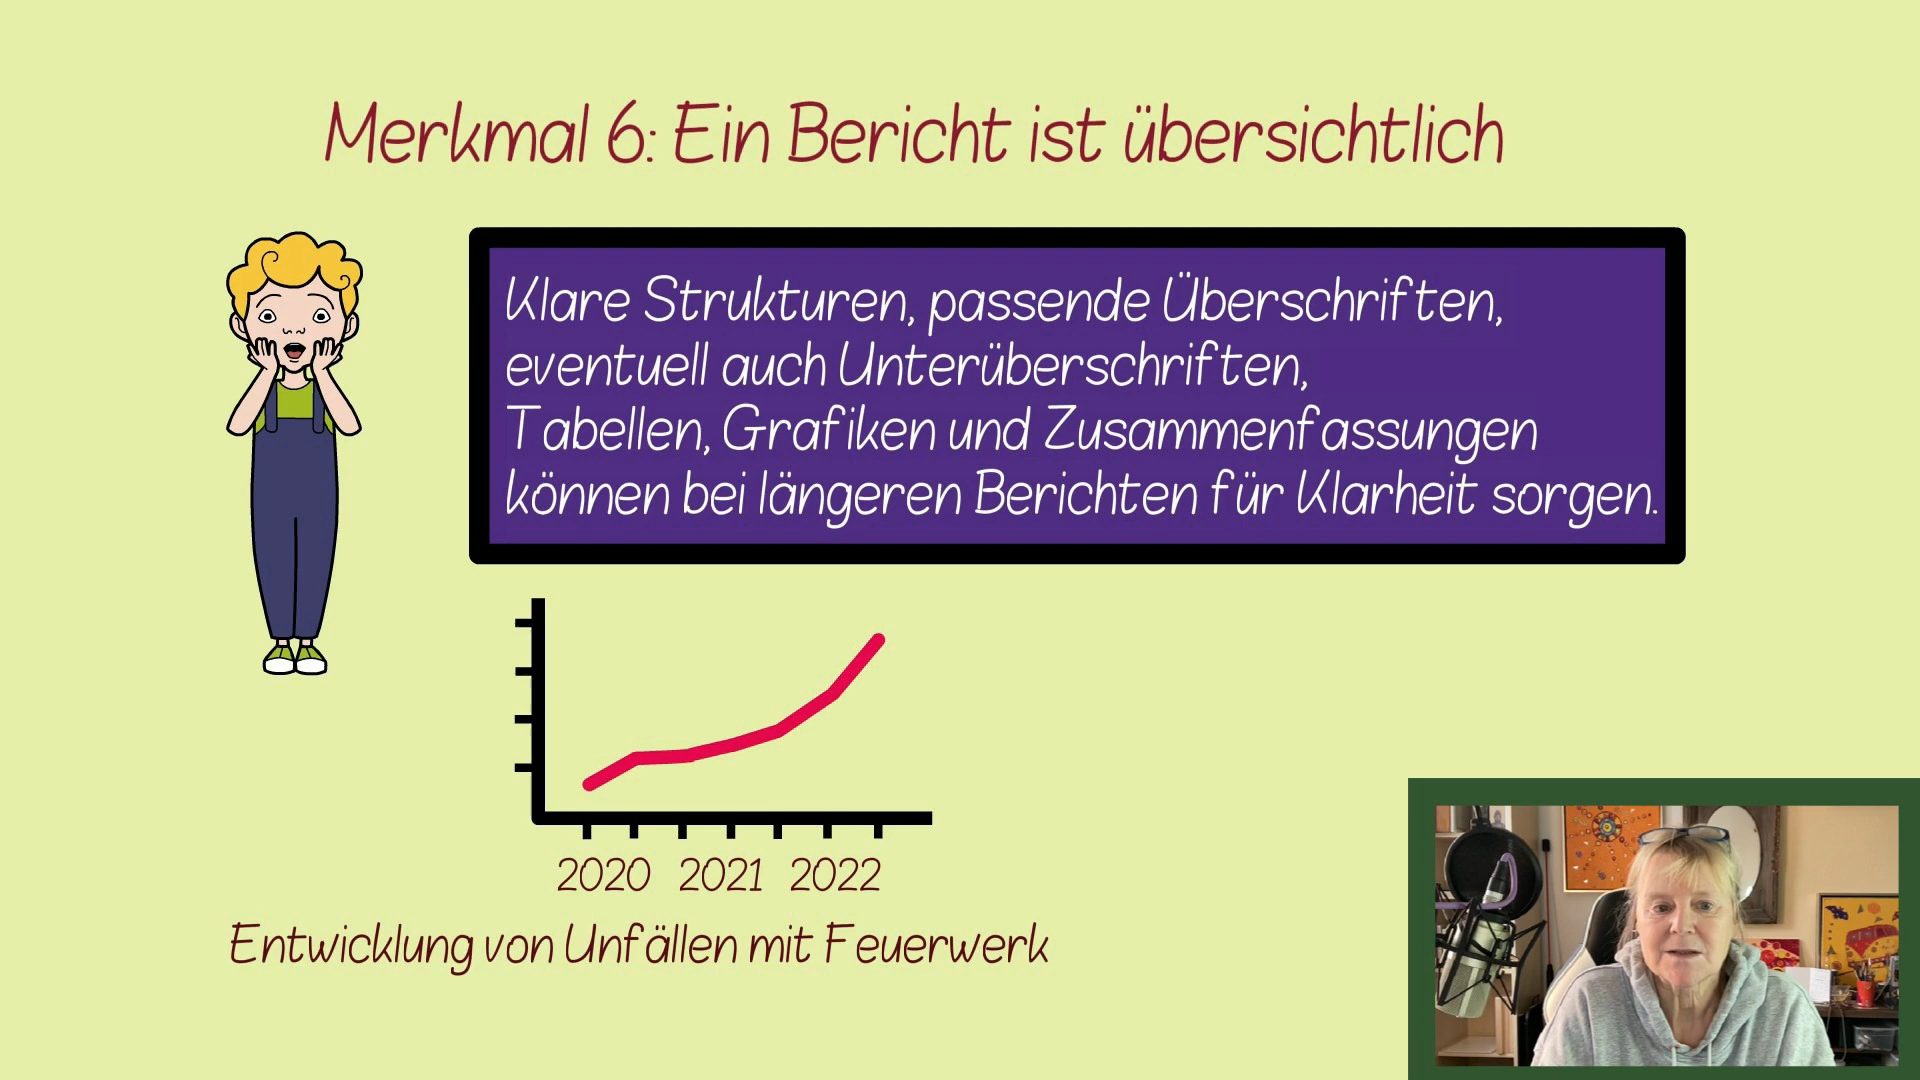 Merkmal 6: Ein Bericht ist übersichtlich
Klare Strukturen, passende Überschriften,
eventuell auch Unterüberschriften,
Tabellen, Grafiken und Zusammenfassungen
können bei längeren Berichten für Klarheit sorgen.
2020 2021 2022
Entwicklung von Unfällen mit Feuerwerk